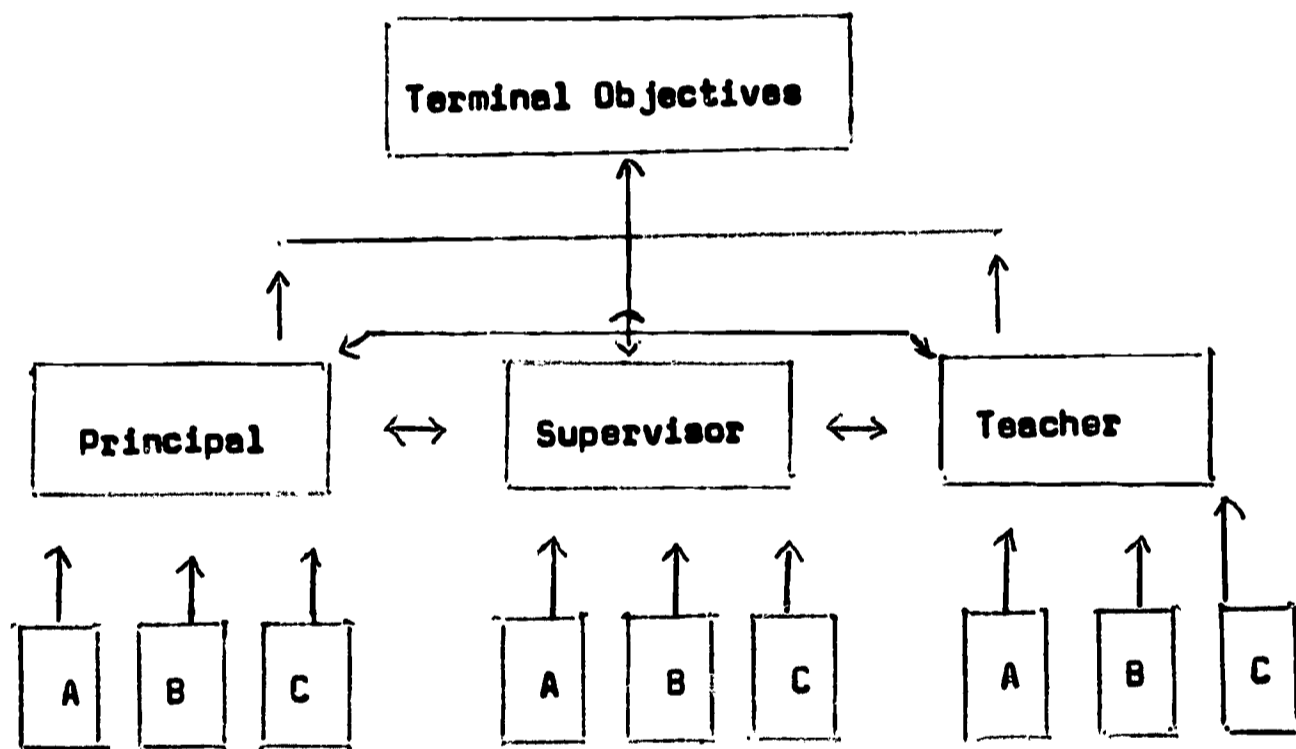 Terminal Objectives
Principal
Supervisor
Teacher
A B C A B C A B C